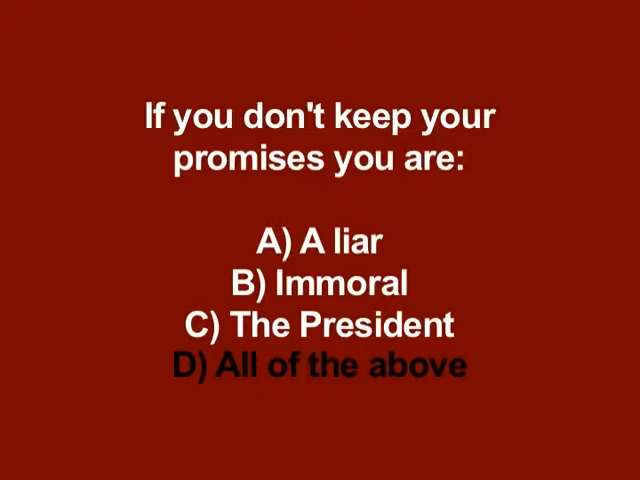 If you don't keep your
promises you are:
A) A liar
B) Immoral
C) The President
D) All of the above